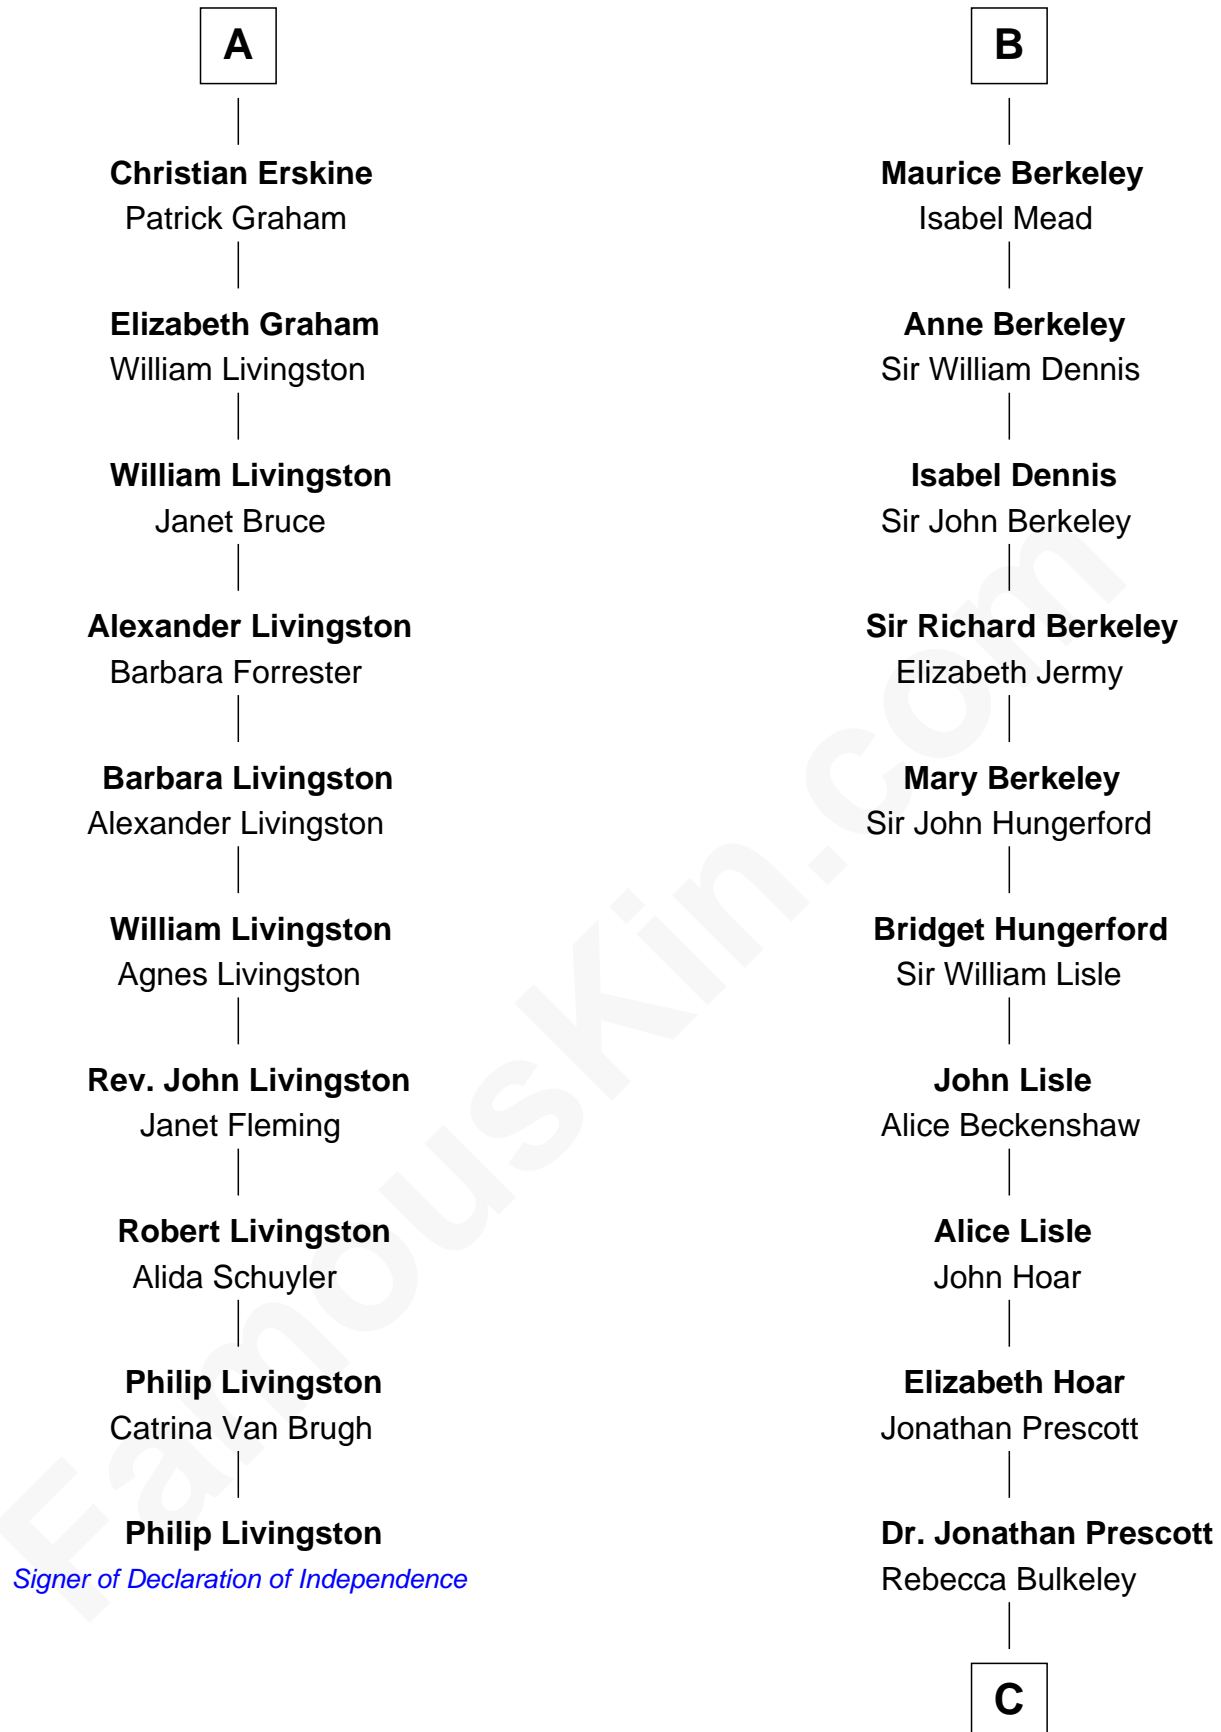 A
Christian Erskine
Patrick Graham
Elizabeth Graham
William Livingston
William Livingston
Janet Bruce
Alexander Livingston
Barbara Forrester
Barbara Livingston
Alexander Livingston
William Livingston
Agnes Livingston
Rev. John Livingston
Janet Fleming
Robert Livingston
Alida Schuyler
Philip Livingston
Catrina Van Brugh
Philip Livingston
Signer of Declaration of Independence
B
Maurice Berkeley
Isabel Mead
Anne Berkeley
Sir William Dennis
Isabel Dennis
Sir John Berkeley
Sir Richard Berkeley
Elizabeth Jermy
Mary Berkeley
Sir John Hungerford
Bridget Hungerford
Sir William Lisle
John Lisle
Alice Beckenshaw
Alice Lisle
John Hoar
Elizabeth Hoar
Jonathan Prescott
Dr. Jonathan Prescott
Rebecca Bulkeley
C
FamousKin.com